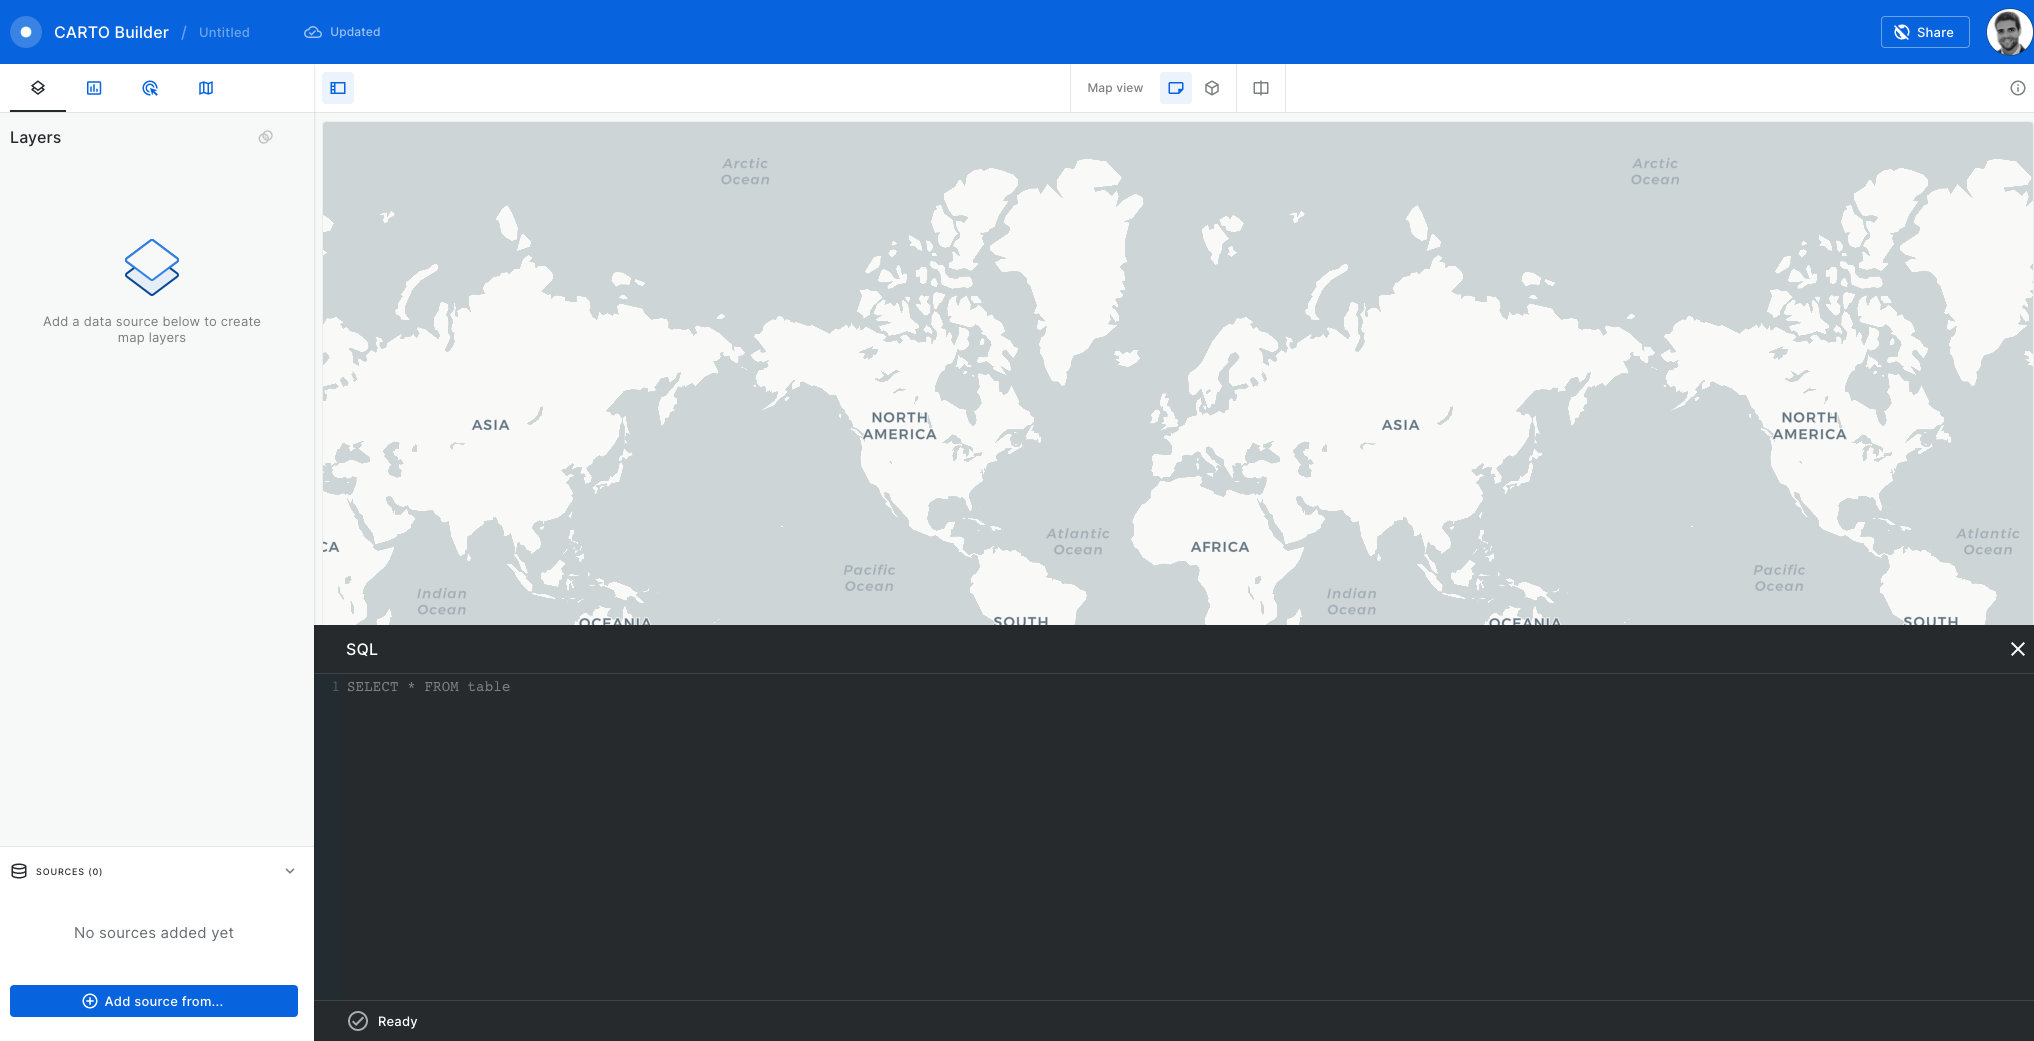 CARTO Builder / Untitled
Updated
Share
Map view
Layers
Add a data source below to create
map layers
Arctic
Ocean
Arctic
Ocean
ASIA
NORTH
AMERICA
ASIA
NORTH
AMERICA
CA
Atlantic
Ocean
AFRICA
Atlantic
Ocean
Indian
Ocean
Pacific
Ocean
Indian
Ocean
Pacific
Ocean
OCEANIA
SOUTH
OCEANIA
SOUTH
SQL
1 SELECT * FROM table
SOURCES (0)
No sources added yet
Add source from...
Ready